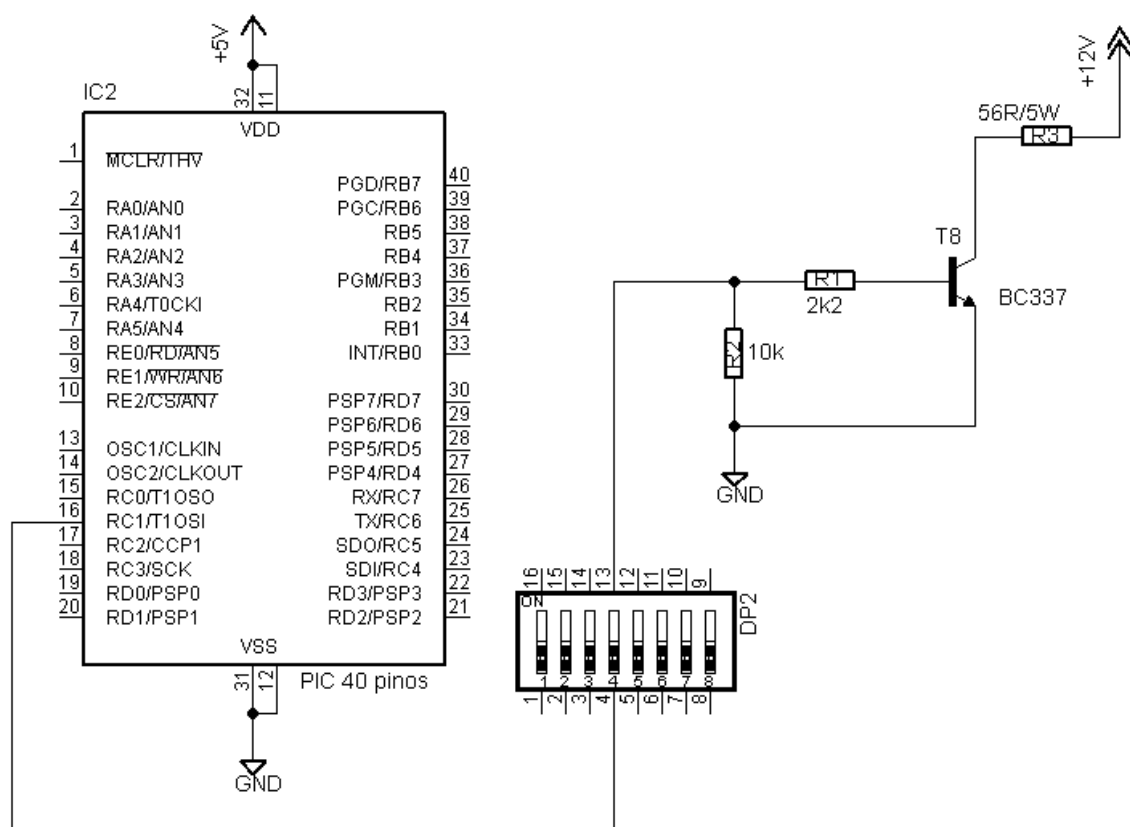 +5V
IC2
32
11
VDD
1
MCLR/THV
PGD/RB7
40
2
RA0/AN0
PGC/RB6
39
3
RA1/AN1
RB5
38
4
RA2/AN2
RB4
37
5
RA3/AN3
PGM/RB3
36
6
RA4/T0CKI
RB2
35
7
RA5/AN4
RB1
34
8
RE0/RD/AN5
INT/RB0
33
9
RE1/WR/AN6
10
RE2/CS/AN7
PSP7/RD7
30
PSP6/RD6
29
13
OSC1/CLKIN
PSP5/RD5
28
14
OSC2/CLKOUT
PSP4/RD4
27
15
RC0/T1OSO
RX/RC7
26
16
RC1/T1OSI
TX/RC6
25
17
RC2/CCP1
SDO/RC5
24
18
RC3/SCK
SDI/RC4
23
19
RD0/PSP0
RD3/PSP3
22
20
RD1/PSP1
RD2/PSP2
21
VSS
31
12
PIC 40 pinos
GND
+12V
56R/5W
R3
T8
BC337
R1
2k2
R2
10k
GND
16 15 14 13 12 11 10 9
ON
DP2
1 2 3 4 5 6 7 8
1 2 3 4 5 6 7 8